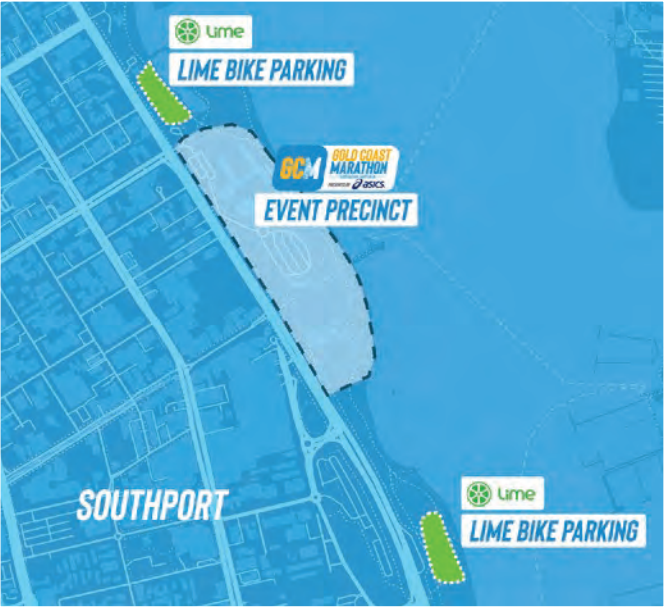 Lime
LIME BIKE PARKING
GCM
GOLD COAST
MARATHON
asics
EVENT PRECINCT
SOUTHPORT
Lime
LIME BIKE PARKING